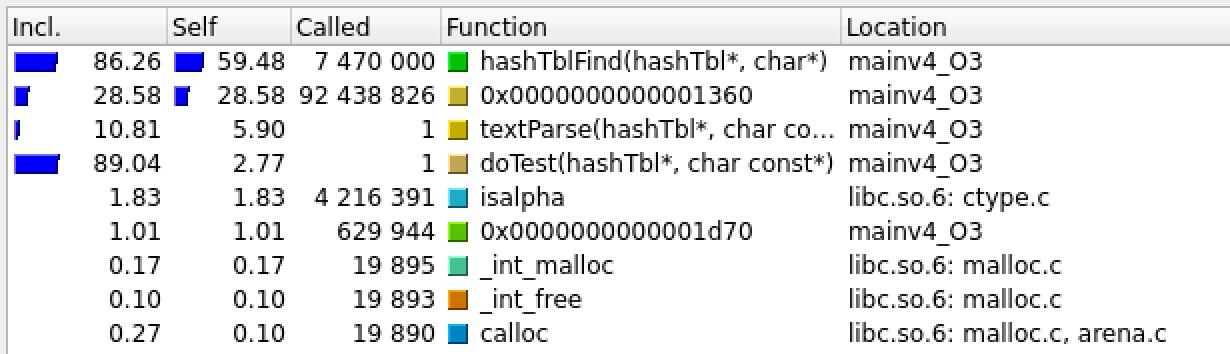 Incl. Self Called Function Location
86.26 59.48 7 470 000 hashTblFind(hashTbl*, char*) mainv4_O3
28.58 28.58 92 438 826 0x0000000000001360 mainv4_O3
10.81 5.90 1 textParse(hashTbl*, char co... mainv4_O3
89.04 2.77 1 doTest(hashTbl*, char const*) mainv4_O3
1.83 1.83 4 216 391 isalpha libc.so.6: ctype.c
1.01 1.01 629 944 0x0000000000001d70 mainv4_O3
0.17 0.17 19 895 _int_malloc libc.so.6: malloc.c
0.10 0.10 19 893 _int_free libc.so.6: malloc.c
0.27 0.10 19 890 calloc libc.so.6: malloc.c, arena.c